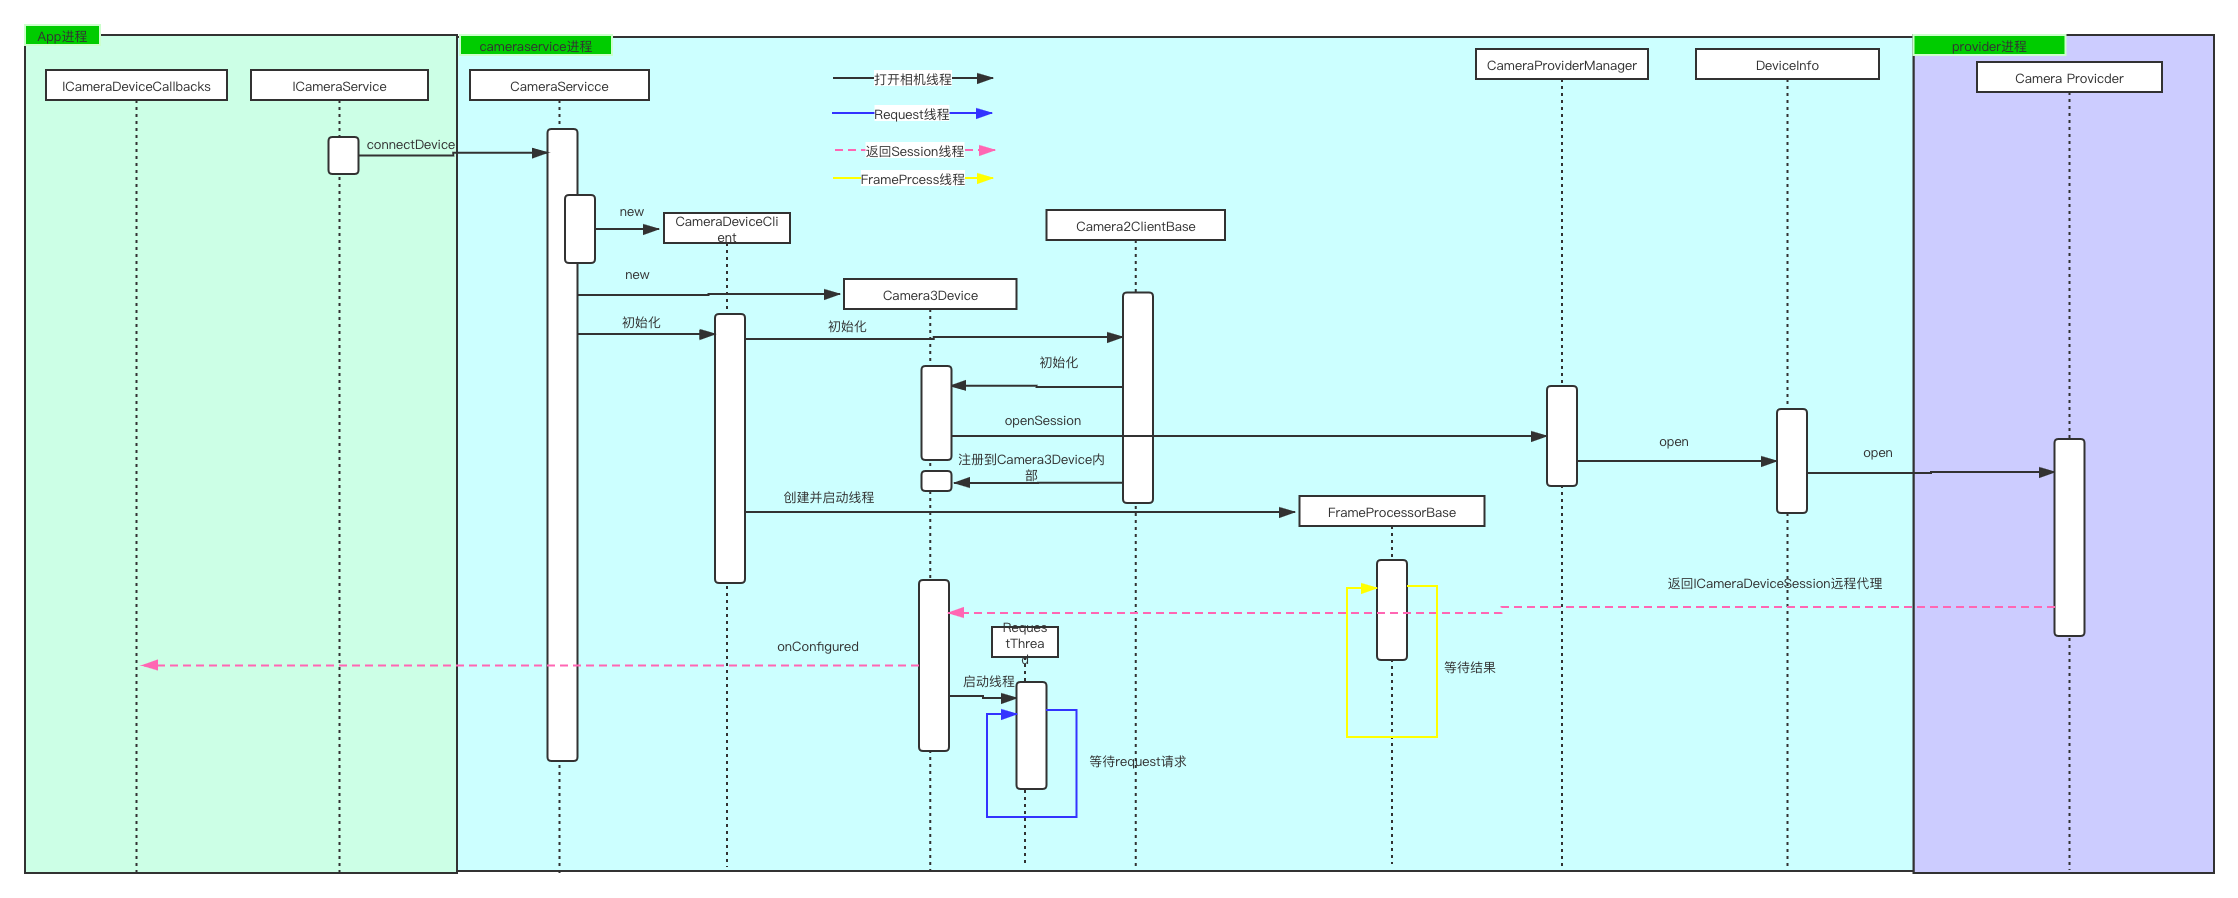 App进程
cameraservice进程
provider进程
ICameraDeviceCallbacks
ICameraService
CameraServicce
打开相机线程
Request线程
返回Session线程
FramePrcess线程
CameraProviderManager
DeviceInfo
Camera Provicder
connectDevice
new
CameraDeviceCli
ent
Camera2ClientBase
new
Camera3Device
初始化
初始化
初始化
openSession
open
open
注册到Camera3Device内
部
创建并启动线程
FrameProcessorBase
返回ICameraDeviceSession远程代理
Reques
tThrea
d
onConfigured
等待结果
启动线程
等待request请求